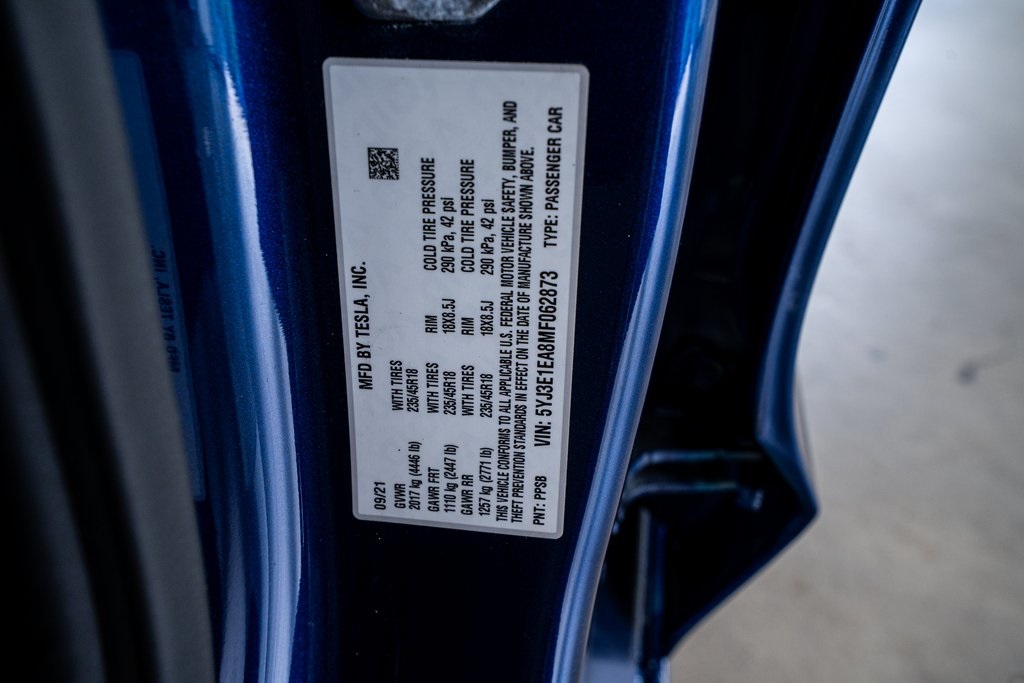 MFD BY TESLA, INC.
09/21
GVWR WITH TIRES
2017 kg (4446 lb) 235/45R18
GAWR FRT WITH TIRES RIM COLD TIRE PRESSURE
1110 kg (2447 lb) 235/45R18 18X8.5J 290 kPa, 42 psi
GAWR RR WITH TIRES RIM COLD TIRE PRESSURE
1257 kg (2771 lb) 235/45R18 18X8.5J 290 kPa, 42 psi
THIS VEHICLE CONFORMS TO ALL APPLICABLE U.S. FEDERAL MOTOR VEHICLE SAFETY, BUMPER, AND
THEFT PREVENTION STANDARDS IN EFFECT ON THE DATE OF MANUFACTURE SHOWN ABOVE.
PNT: PPSB VIN: 5YJ3E1EA8MF062873 TYPE: PASSENGER CAR